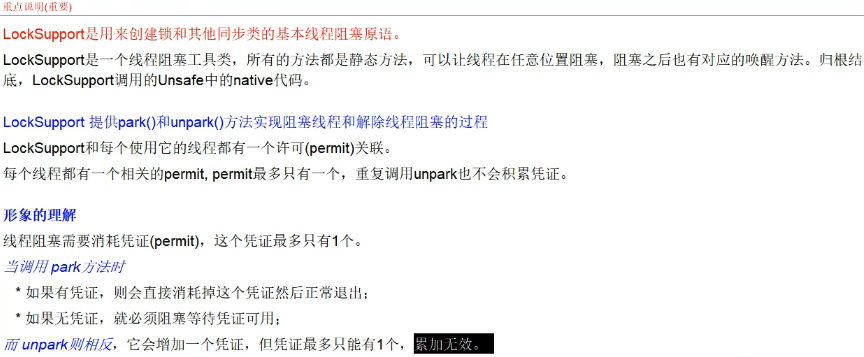 重点说明(重要)
LockSupport是用来创建锁和其他同步类的基本线程阻塞原语。
LockSupport是一个线程阻塞工具类，所有的方法都是静态方法，可以让线程在任意位置阻塞，阻塞之后也有对应的唤醒方法。归根结
底，LockSupport调用的Unsafe中的native代码。
LockSupport 提供park()和unpark()方法实现阻塞线程和解除线程阻塞的过程
LockSupport和每个使用它的线程都有一个许可(permit)关联。
每个线程都有一个相关的permit, permit最多只有一个，重复调用unpark也不会积累凭证。
形象的理解
线程阻塞需要消耗凭证(permit)，这个凭证最多只有1个。
当调用 park方法时
* 如果有凭证，则会直接消耗掉这个凭证然后正常退出；
* 如果无凭证，就必须阻塞等待凭证可用；
而 unpark则相反，它会增加一个凭证，但凭证最多只能有1个，累加无效。